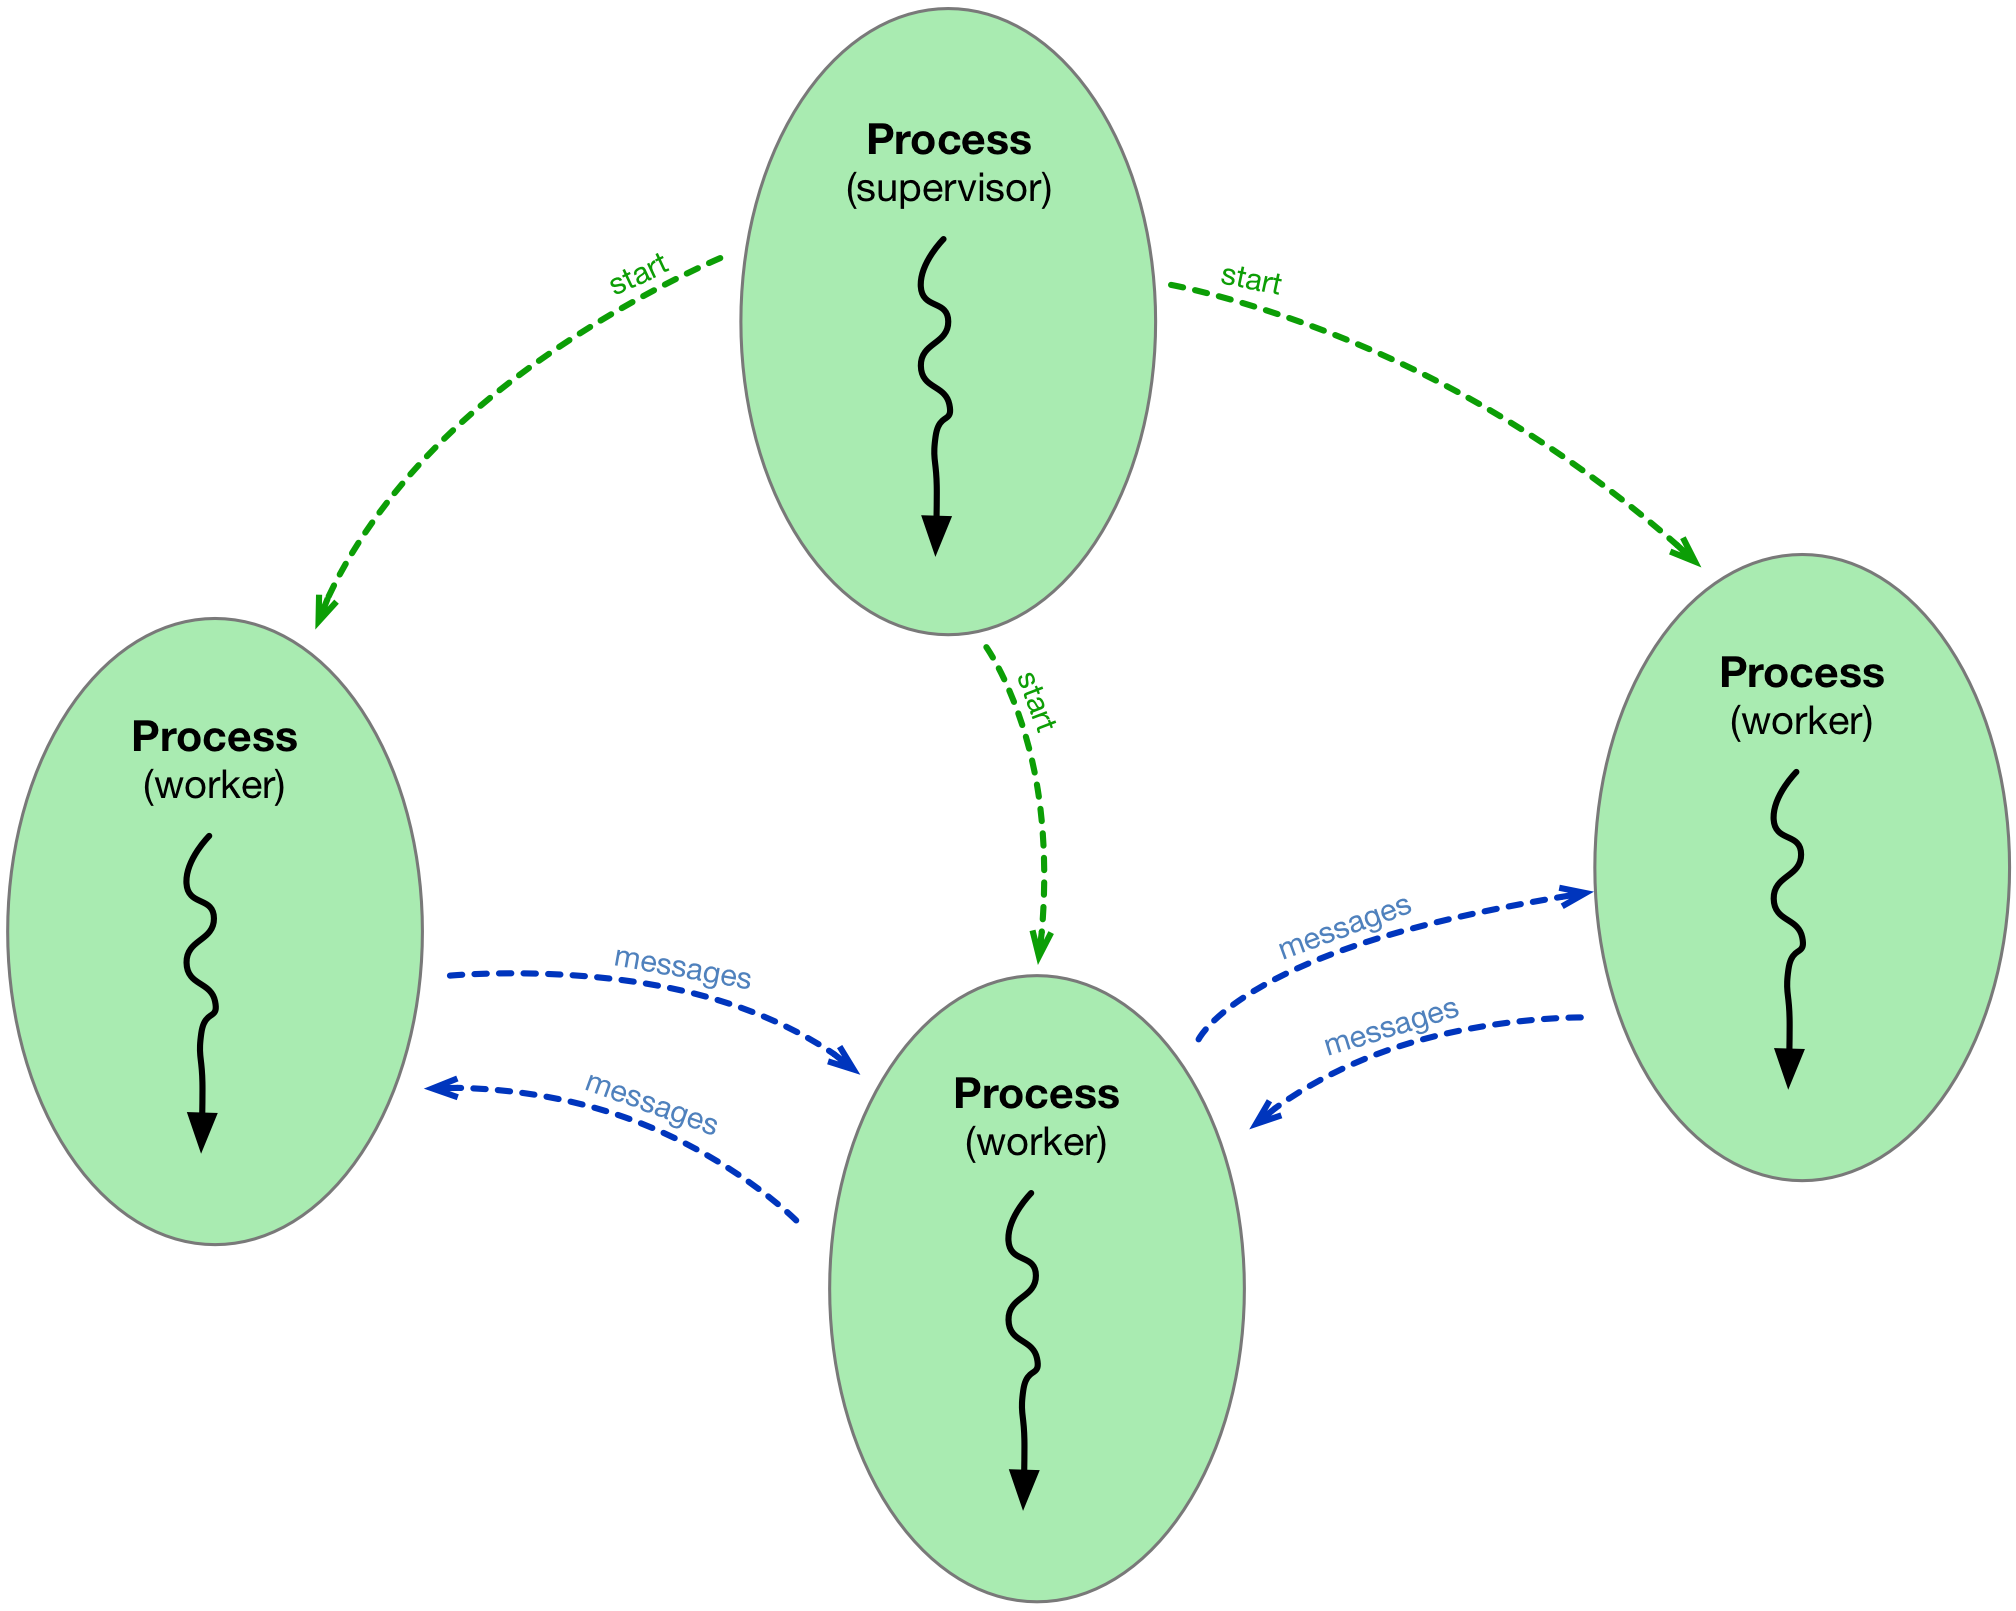 Process
(supervisor)
start
start
start
Process
(worker)
Process
(worker)
messages
messages
messages
messages
Process
(worker)